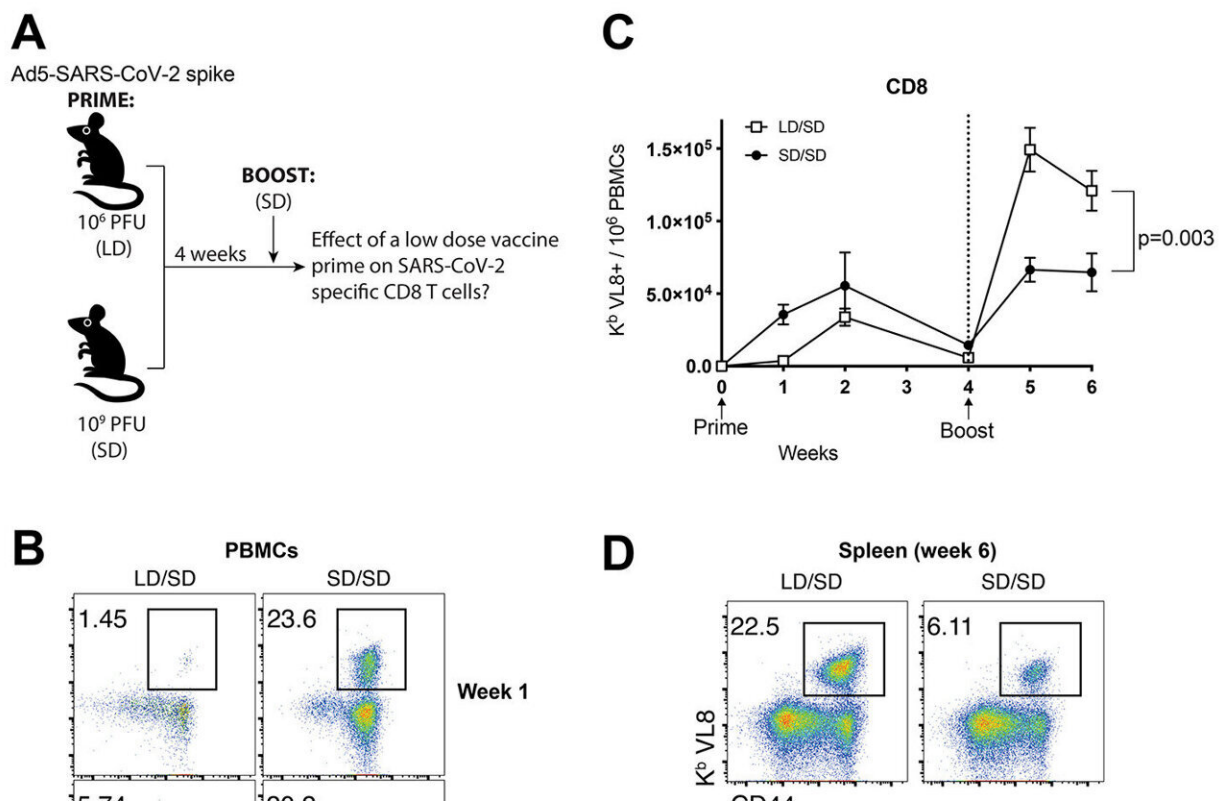 A
Ad5-SARS-CoV-2 spike
PRIME:
10⁶ PFU
(LD)
BOOST:
(SD)
4 weeks
Effect of a low dose vaccine
prime on SARS-CoV-2
specific CD8 T cells?
10⁹ PFU
(SD)
C
CD8
LD/SD
SD/SD
Kᵇ VL8+ / 10⁶ PBMCs
1.5×10⁵
1.0×10⁵
5.0×10⁴
0.0
p=0.003
0 1 2 3 4 5 6
Prime
Boost
Weeks
B
PBMCs
LD/SD SD/SD
1.45 23.6
Week 1
D
Spleen (week 6)
LD/SD SD/SD
22.5 6.11
Kᵇ VL8